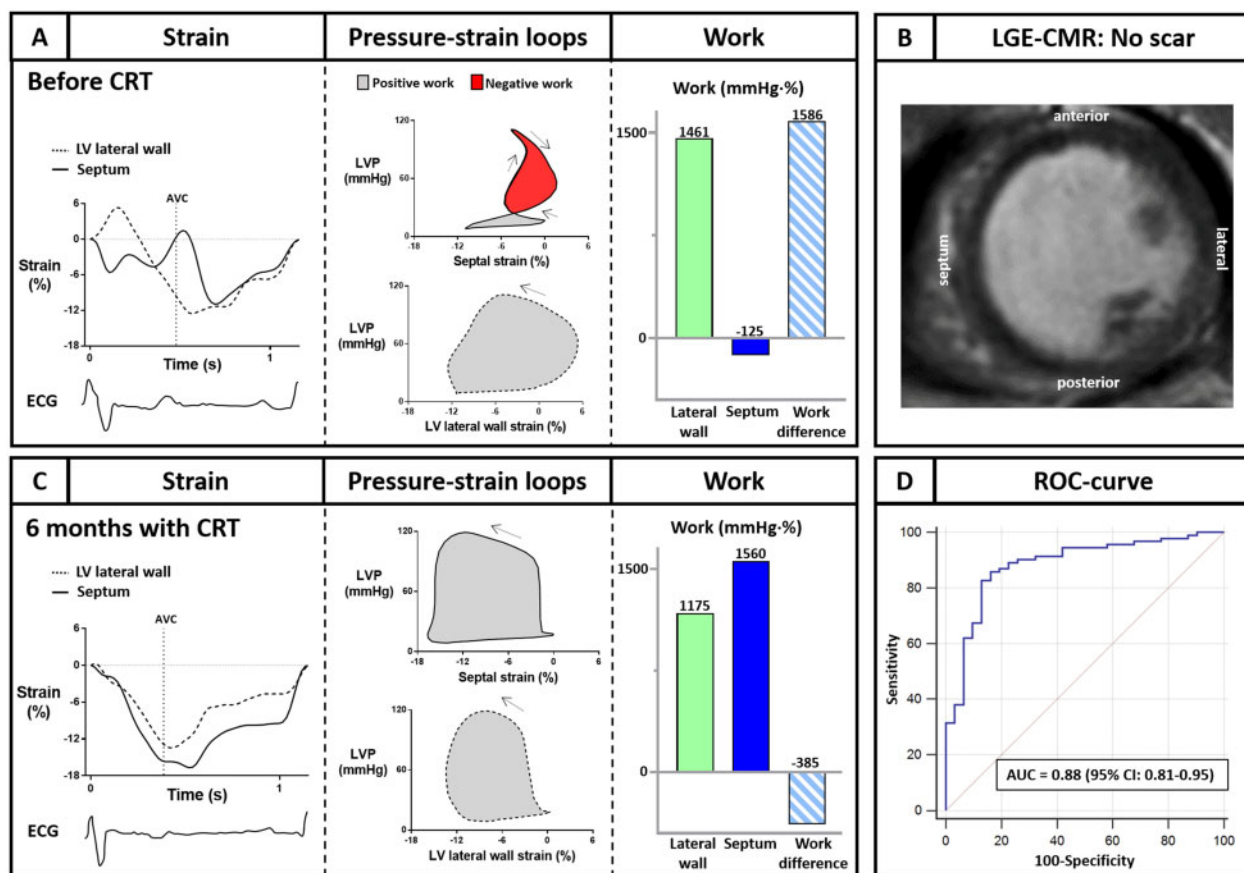 A
Strain
Pressure-strain loops
Work
Before CRT
LV lateral wall
Septum
AVC
6
0
-6
-12
-18
Strain
(%)
0
1
Time (s)
ECG
Positive work
Negative work
120
60
0
LVP
(mmHg)
-18
-12
-6
0
6
Septal strain (%)
120
60
0
LVP
(mmHg)
-18
-12
-6
0
6
LV lateral wall strain (%)
Work (mmHg·%)
1500
0
1461
-125
1586
Lateral
wall
Septum
Work
difference
B
LGE-CMR: No scar
anterior
septum
lateral
posterior
C
Strain
Pressure-strain loops
Work
6 months with CRT
LV lateral wall
Septum
AVC
6
0
-6
-12
-18
Strain
(%)
0
1
Time (s)
ECG
120
60
0
LVP
(mmHg)
-18
-12
-6
0
6
Septal strain (%)
120
60
0
LVP
(mmHg)
-18
-12
-6
0
6
LV lateral wall strain (%)
Work (mmHg·%)
1500
0
1175
1560
-385
Lateral
wall
Septum
Work
difference
D
ROC-curve
100
80
60
40
20
0
Sensitivity
AUC = 0.88 (95% CI: 0.81-0.95)
0
20
40
60
80
100
100-Specificity